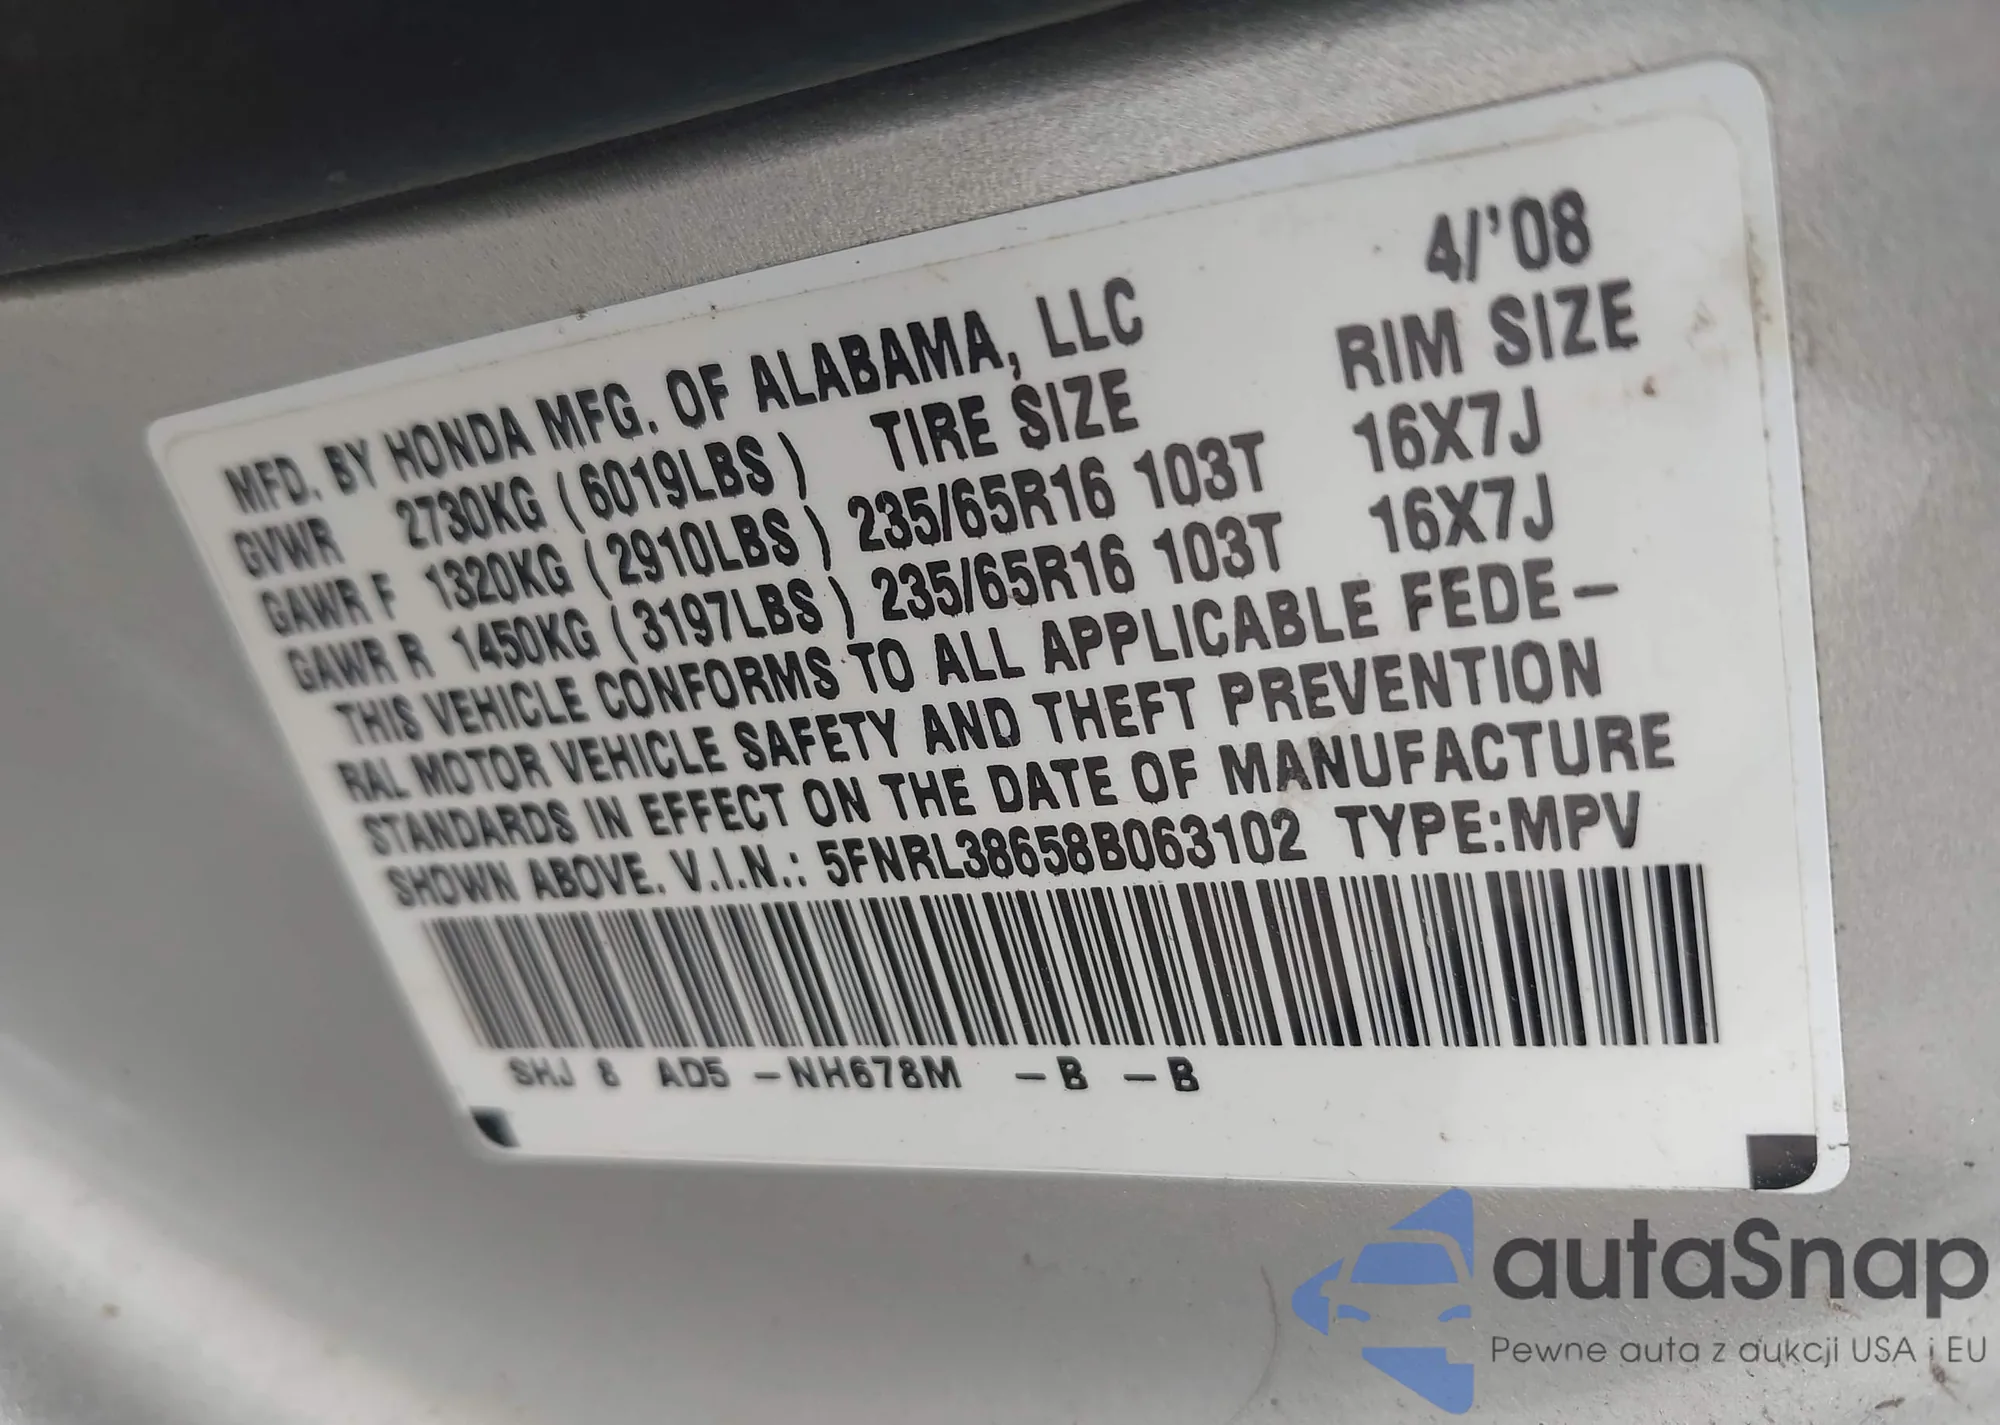 4/'08
MFD. BY HONDA MFG. OF ALABAMA, LLC
GVWR 2730KG ( 6019LBS ) TIRE SIZE RIM SIZE
GAWR F 1320KG ( 2910LBS ) 235/65R16 103T 16X7J
GAWR R 1450KG ( 3197LBS ) 235/65R16 103T 16X7J
THIS VEHICLE CONFORMS TO ALL APPLICABLE FEDE-
RAL MOTOR VEHICLE SAFETY AND THEFT PREVENTION
STANDARDS IN EFFECT ON THE DATE OF MANUFACTURE
SHOWN ABOVE. V.I.N.: 5FNRL38658B063102 TYPE:MPV
SHJ 8 AD5 -NH678M -B -B
autaSnap
Pewne auta z aukcji USA i EU